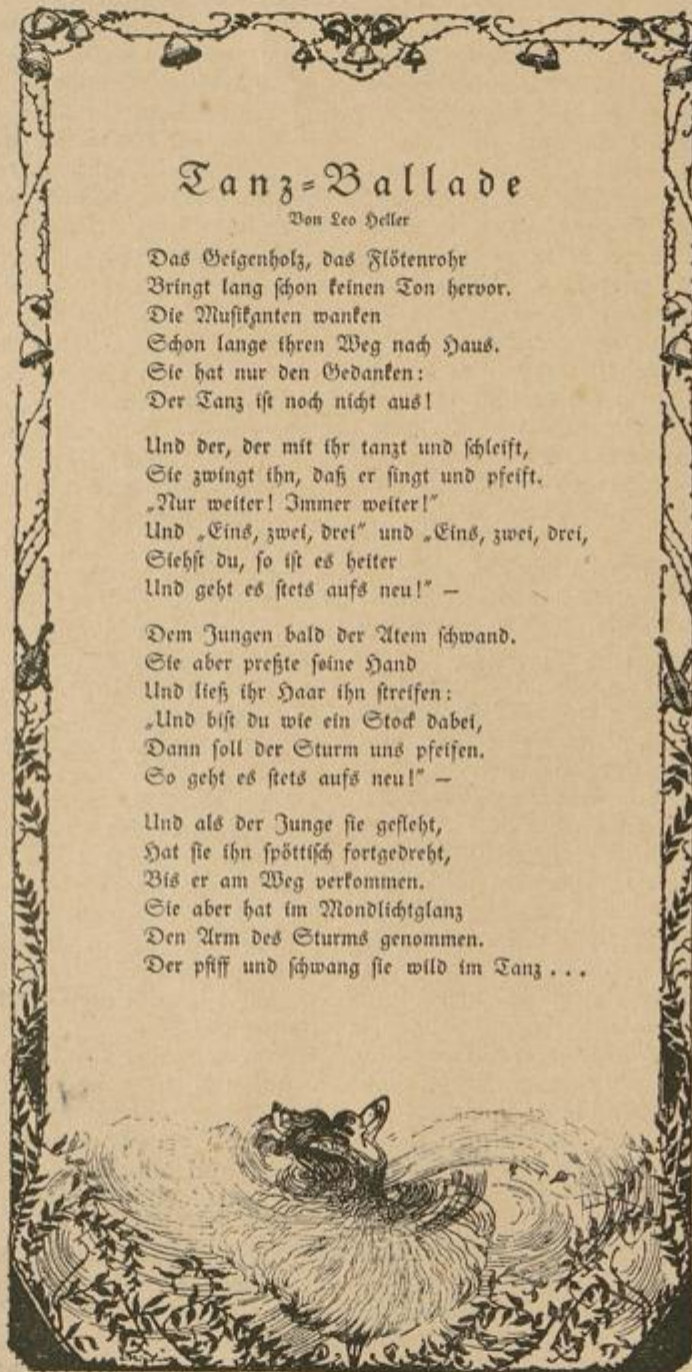 Tanz-Ballade
Von Leo Heller
Das Geigenholz, das Flötenrohr
Bringt lang schon keinen Ton hervor.
Die Musikanten wanken
Schon lange ihren Weg nach Haus.
Sie hat nur den Gedanken:
Der Tanz ist noch nicht aus!
Und der, der mit ihr tanzt und schleift,
Sie zwingt ihn, daß er singt und pfeift.
„Nur weiter! Immer weiter!”
Und „Eins, zwei, drei” und „Eins, zwei, drei,
Siehst du, so ist es heiter
Und geht es stets aufs neu!” —
Dem Jungen bald der Atem schwand.
Sie aber preßte seine Hand
Und ließ ihr Haar ihn streifen:
„Und bist du wie ein Stock dabei,
Dann soll der Sturm uns pfeifen.
So geht es stets aufs neu!” —
Und als der Junge sie gefleht,
Hat sie ihn spöttisch fortgedreht,
Bis er am Weg verkommen.
Sie aber hat im Mondlichtglanz
Den Arm des Sturms genommen.
Der pfiff und schwang sie wild im Tanz...